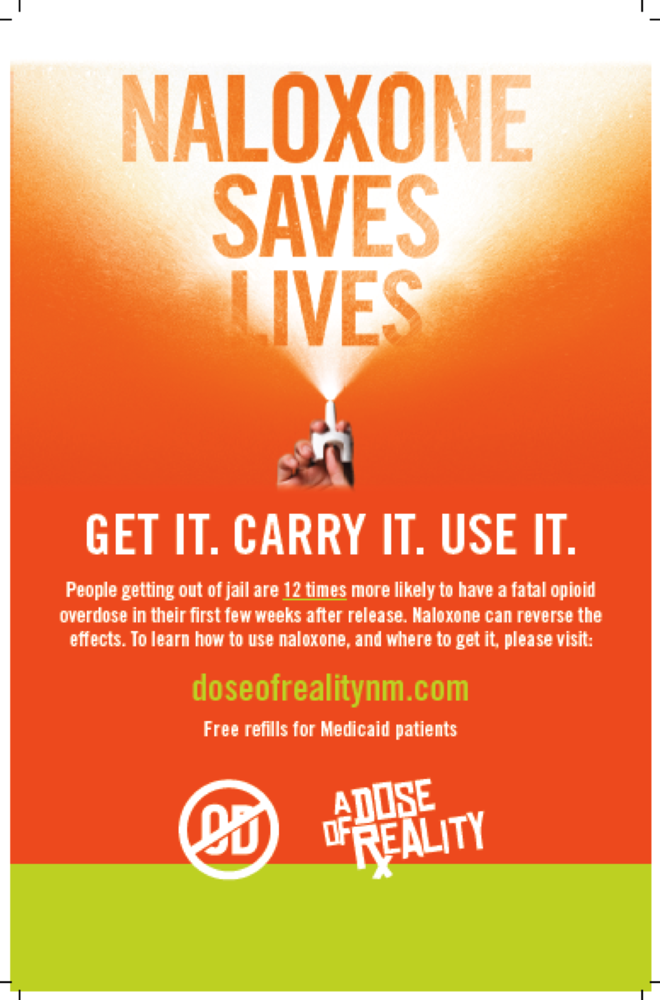 NALOXONE
SAVES
LIVES
GET IT. CARRY IT. USE IT.
People getting out of jail are 12 times more likely to have a fatal opioid
overdose in their first few weeks after release. Naloxone can reverse the
effects. To learn how to use naloxone, and where to get it, please visit:
doseofrealitynm.com
Free refills for Medicaid patients
OD
A DOSE
OF REALITY